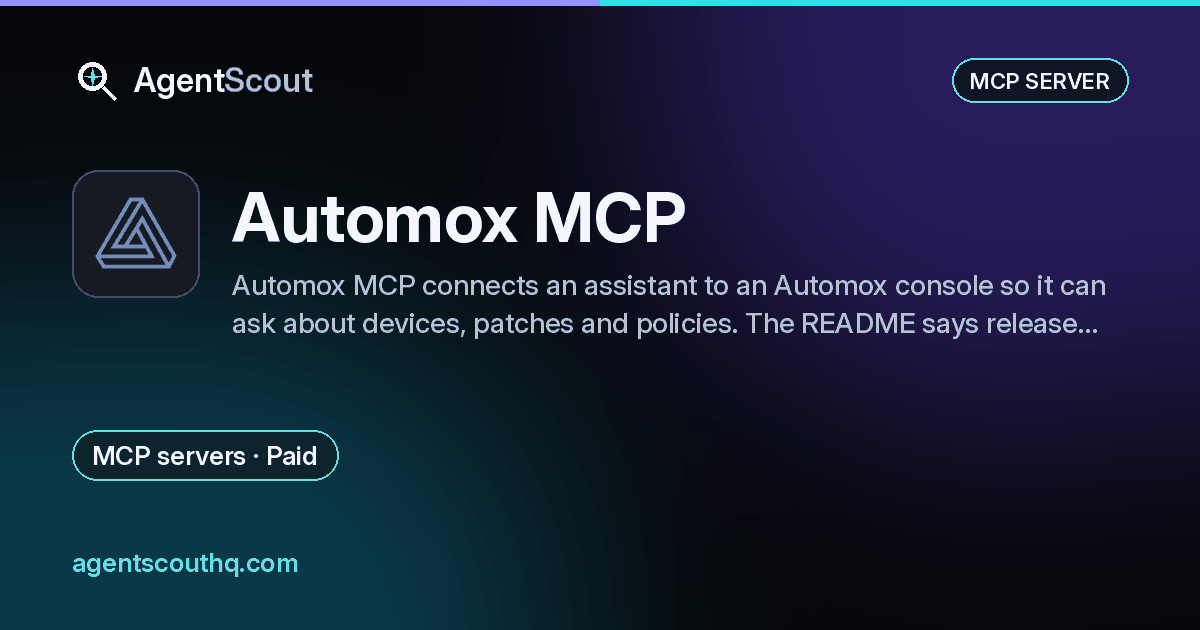 AgentScout
MCP SERVER
Automox MCP
Automox MCP connects an assistant to an Automox console so it can
ask about devices, patches and policies. The README says release...
MCP servers · Paid
agentscouthq.com